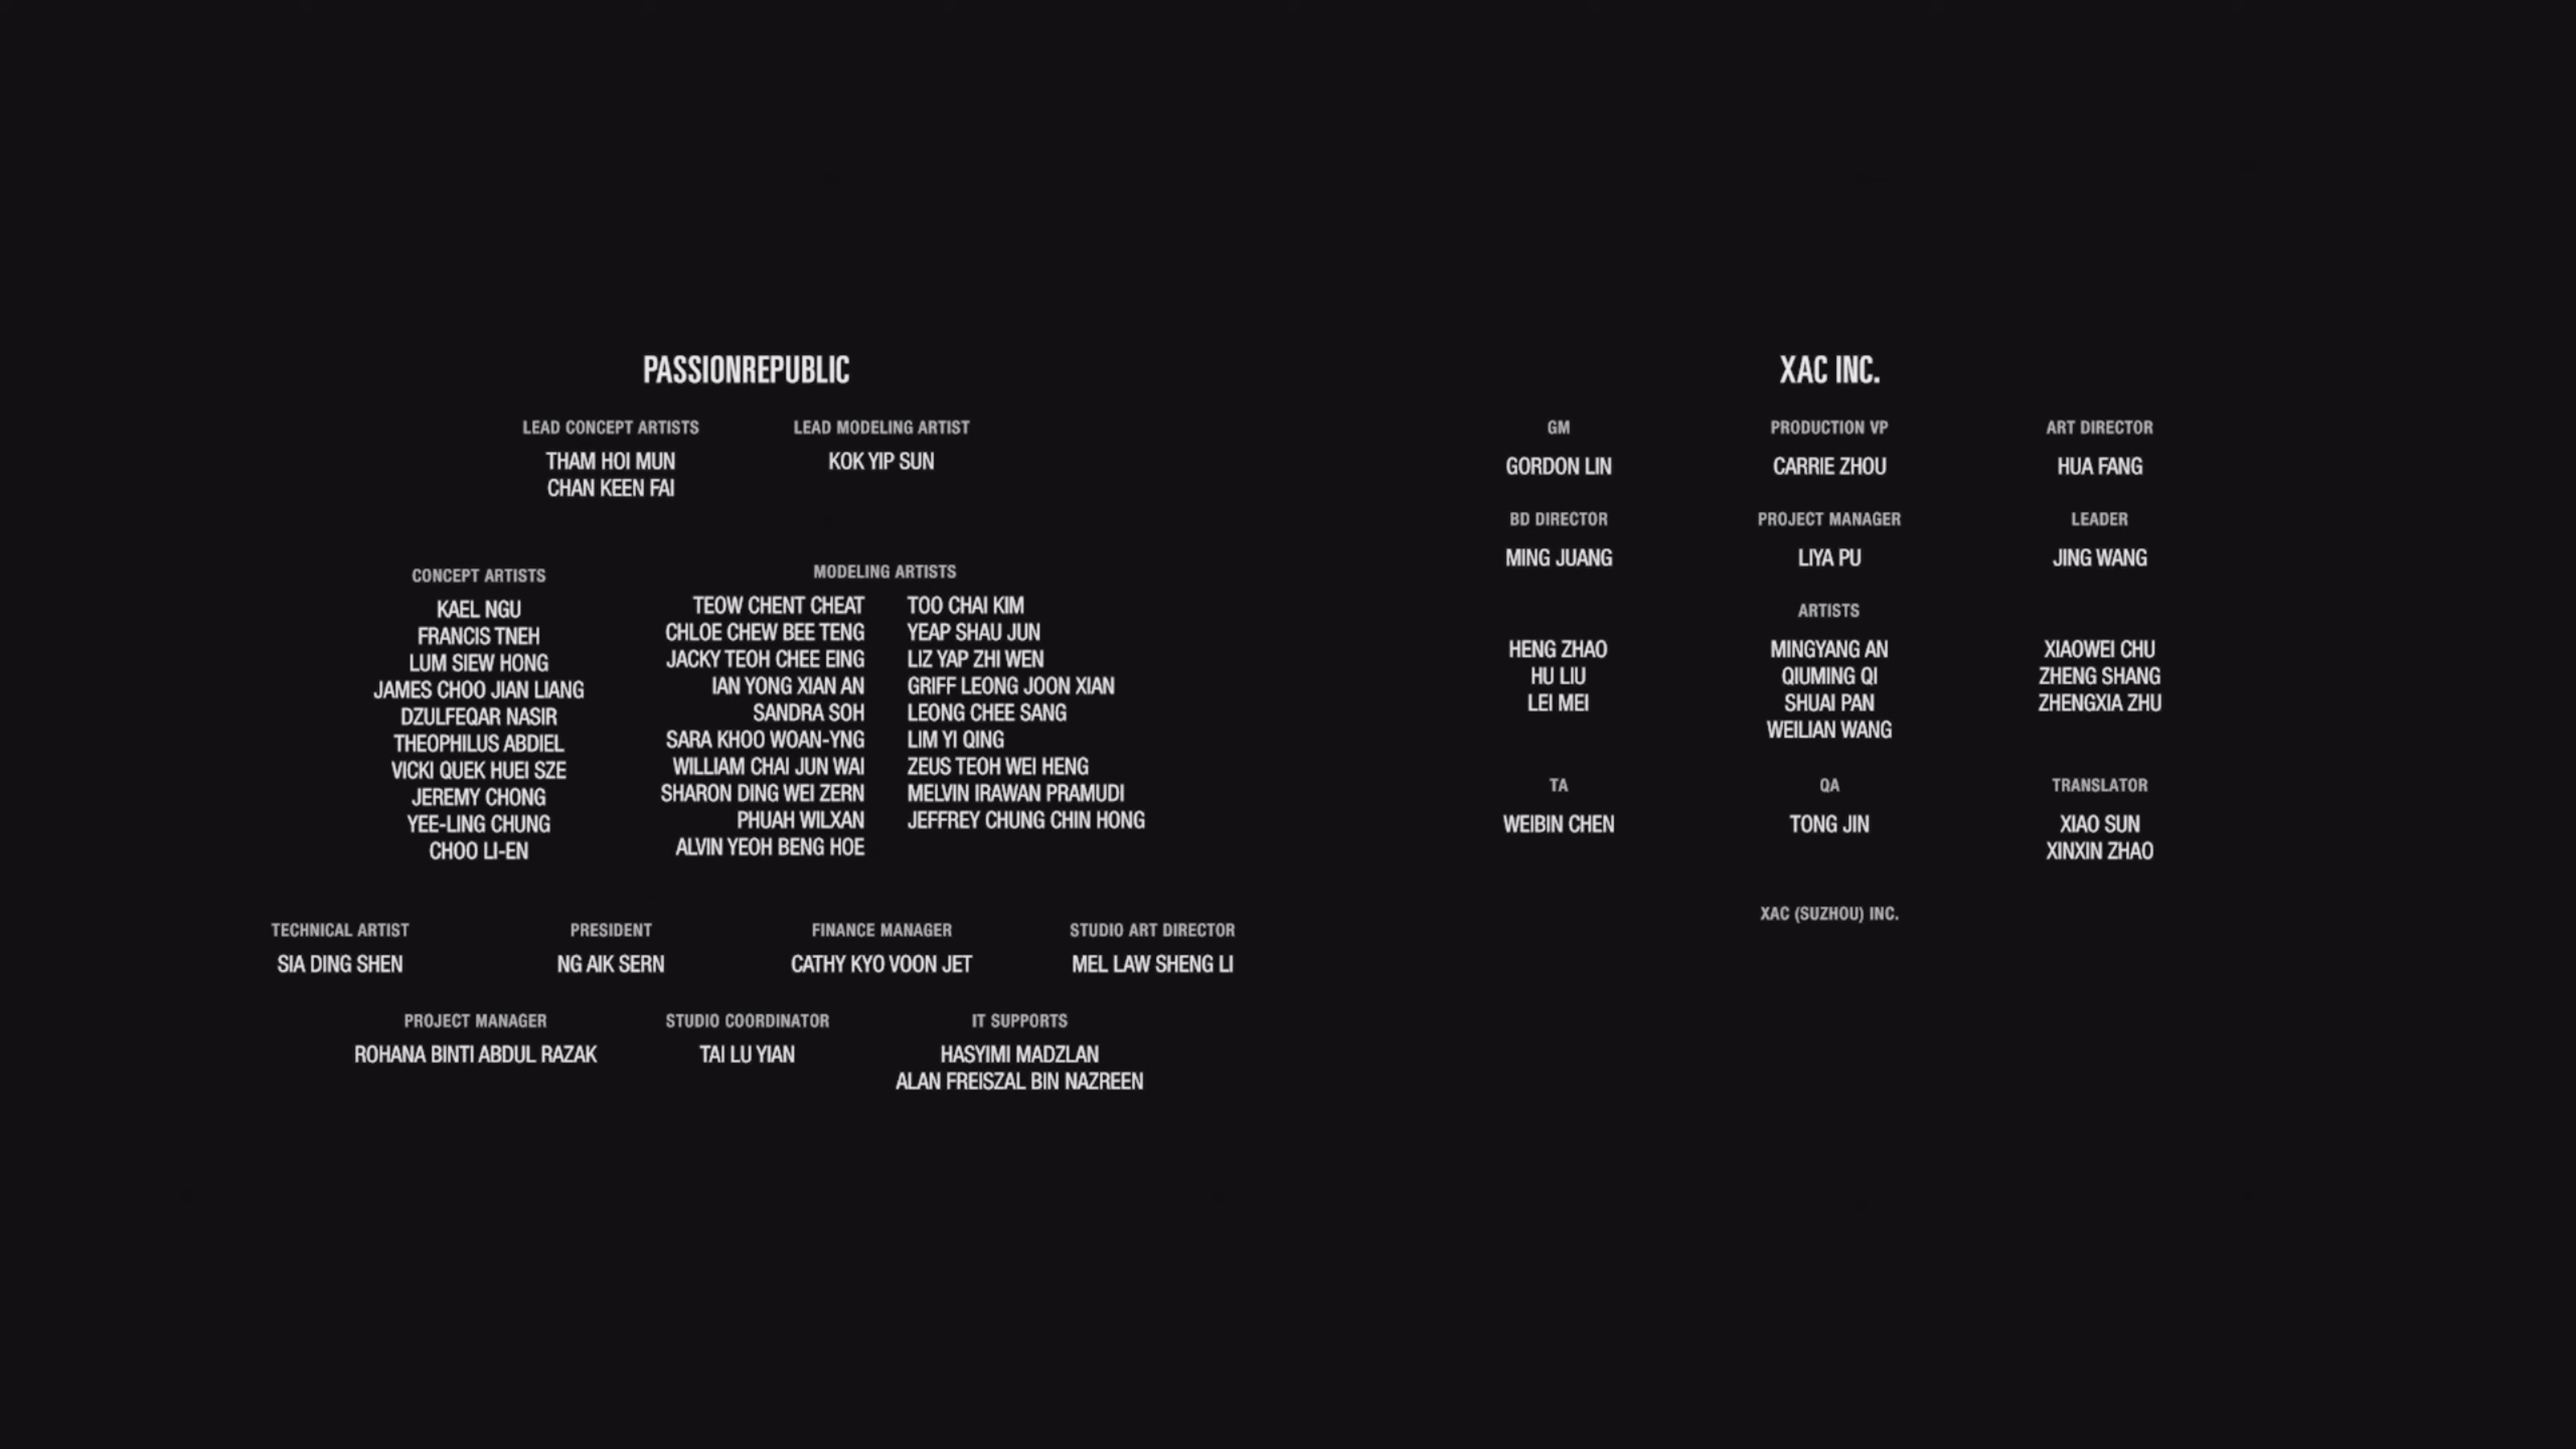 PASSIONREPUBLIC
LEAD CONCEPT ARTISTS
THAM HOI MUN
CHAN KEEN FAI
LEAD MODELING ARTIST
KOK YIP SUN
CONCEPT ARTISTS
KAEL NGU
FRANCIS TNEH
LUM SIEW HONG
JAMES CHOO JIAN LIANG
DZULFEQAR NASIR
THEOPHILUS ABDIEL
VICKI QUEK HUEI SZE
JEREMY CHONG
YEE-LING CHUNG
CHOO LI-EN
MODELING ARTISTS
TEOW CHENT CHEAT
CHLOE CHEW BEE TENG
JACKY TEOH CHEE EING
IAN YONG XIAN AN
SANDRA SOH
SARA KHOO WOAN-YNG
WILLIAM CHAI JUN WAI
SHARON DING WEI ZERN
PHUAH WILXAN
ALVIN YEOH BENG HOE
TOO CHAI KIM
YEAP SHAU JUN
LIZ YAP ZHI WEN
GRIFF LEONG JOON XIAN
LEONG CHEE SANG
LIM YI QING
ZEUS TEOH WEI HENG
MELVIN IRAWAN PRAMUDI
JEFFREY CHUNG CHIN HONG
TECHNICAL ARTIST
SIA DING SHEN
PRESIDENT
NG AIK SERN
FINANCE MANAGER
CATHY KYO VOON JET
STUDIO ART DIRECTOR
MEL LAW SHENG LI
PROJECT MANAGER
ROHANA BINTI ABDUL RAZAK
STUDIO COORDINATOR
TAI LU YIAN
IT SUPPORTS
HASYIMI MADZLAN
ALAN FREISZAL BIN NAZREEN
XAC INC.
GM
GORDON LIN
PRODUCTION VP
CARRIE ZHOU
ART DIRECTOR
HUA FANG
BD DIRECTOR
MING JUANG
PROJECT MANAGER
LIYA PU
LEADER
JING WANG
ARTISTS
HENG ZHAO
HU LIU
LEI MEI
MINGYANG AN
QIUMING QI
SHUAI PAN
WEILIAN WANG
XIAOWEI CHU
ZHENG SHANG
ZHENGXIA ZHU
TA
WEIBIN CHEN
QA
TONG JIN
TRANSLATOR
XIAO SUN
XINXIN ZHAO
XAC (SUZHOU) INC.